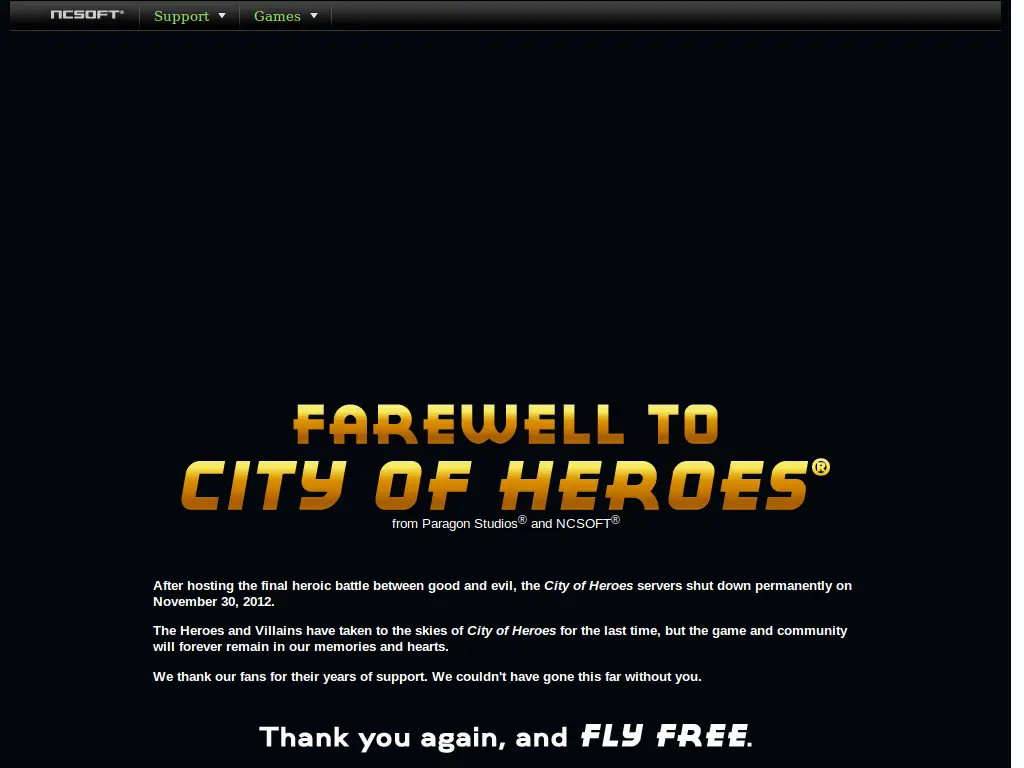 NCSOFT® Support Games
FAREWELL TO
CITY OF HEROES®
from Paragon Studios® and NCSOFT®
After hosting the final heroic battle between good and evil, the City of Heroes servers shut down permanently on
November 30, 2012.
The Heroes and Villains have taken to the skies of City of Heroes for the last time, but the game and community
will forever remain in our memories and hearts.
We thank our fans for their years of support. We couldn't have gone this far without you.
Thank you again, and FLY FREE.